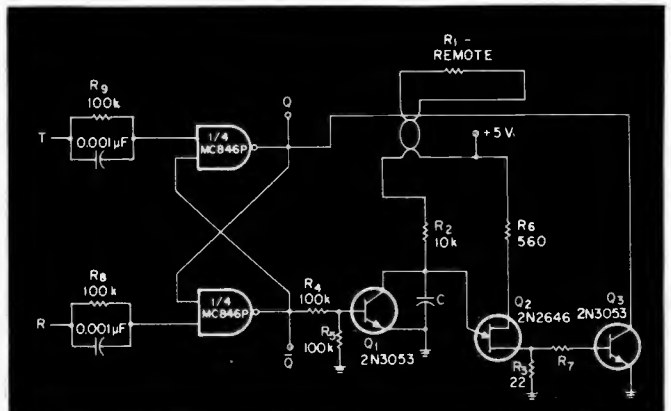 R1 -
REMOTE
R9
100k
T
0.001µF
1/4
MC846P
Q
+5 V.
R2
10k
R6
560
R8
100k
R
0.001µF
1/4
MC846P
R4
100k
R5
100k
Q̄
Q1
2N3053
C
Q2
2N2646
Q3
2N3053
R3
22
R7